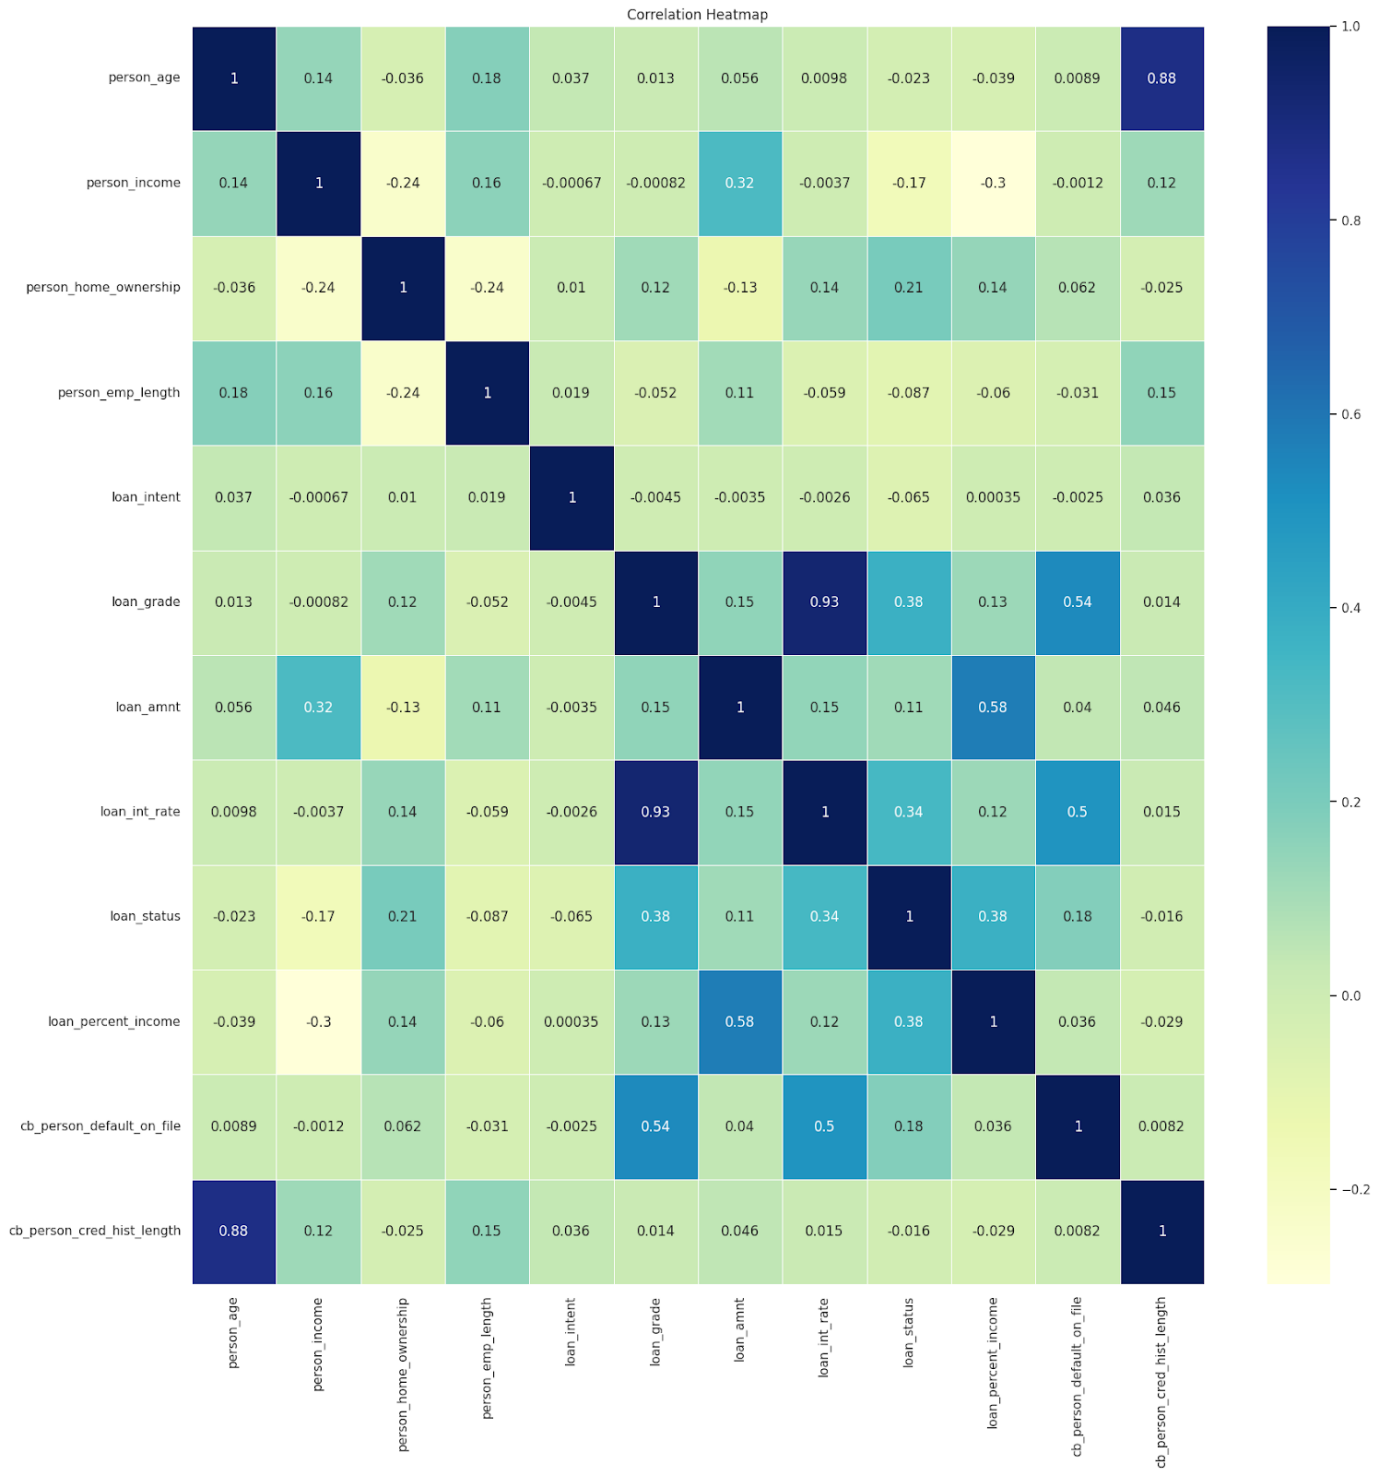 Correlation Heatmap
person_age 1 0.14 -0.036 0.18 0.037 0.013 0.056 0.0098 -0.023 -0.039 0.0089 0.88
person_income 0.14 1 -0.24 0.16 -0.00067 -0.00082 0.32 -0.0037 -0.17 -0.3 -0.0012 0.12
person_home_ownership -0.036 -0.24 1 -0.24 0.01 0.12 -0.13 0.14 0.21 0.14 0.062 -0.025
person_emp_length 0.18 0.16 -0.24 1 0.019 -0.052 0.11 -0.059 -0.087 -0.06 -0.031 0.15
loan_intent 0.037 -0.00067 0.01 0.019 1 -0.0045 -0.0035 -0.0026 -0.065 0.00035 -0.0025 0.036
loan_grade 0.013 -0.00082 0.12 -0.052 -0.0045 1 0.15 0.93 0.38 0.13 0.54 0.014
loan_amnt 0.056 0.32 -0.13 0.11 -0.0035 0.15 1 0.15 0.11 0.58 0.04 0.046
loan_int_rate 0.0098 -0.0037 0.14 -0.059 -0.0026 0.93 0.15 1 0.34 0.12 0.5 0.015
loan_status -0.023 -0.17 0.21 -0.087 -0.065 0.38 0.11 0.34 1 0.38 0.18 -0.016
loan_percent_income -0.039 -0.3 0.14 -0.06 0.00035 0.13 0.58 0.12 0.38 1 0.036 -0.029
cb_person_default_on_file 0.0089 -0.0012 0.062 -0.031 -0.0025 0.54 0.04 0.5 0.18 0.036 1 0.0082
cb_person_cred_hist_length 0.88 0.12 -0.025 0.15 0.036 0.014 0.046 0.015 -0.016 -0.029 0.0082 1
person_age
person_income
person_home_ownership
person_emp_length
loan_intent
loan_grade
loan_amnt
loan_int_rate
loan_status
loan_percent_income
cb_person_default_on_file
cb_person_cred_hist_length
1.0
0.8
0.6
0.4
0.2
0.0
−0.2